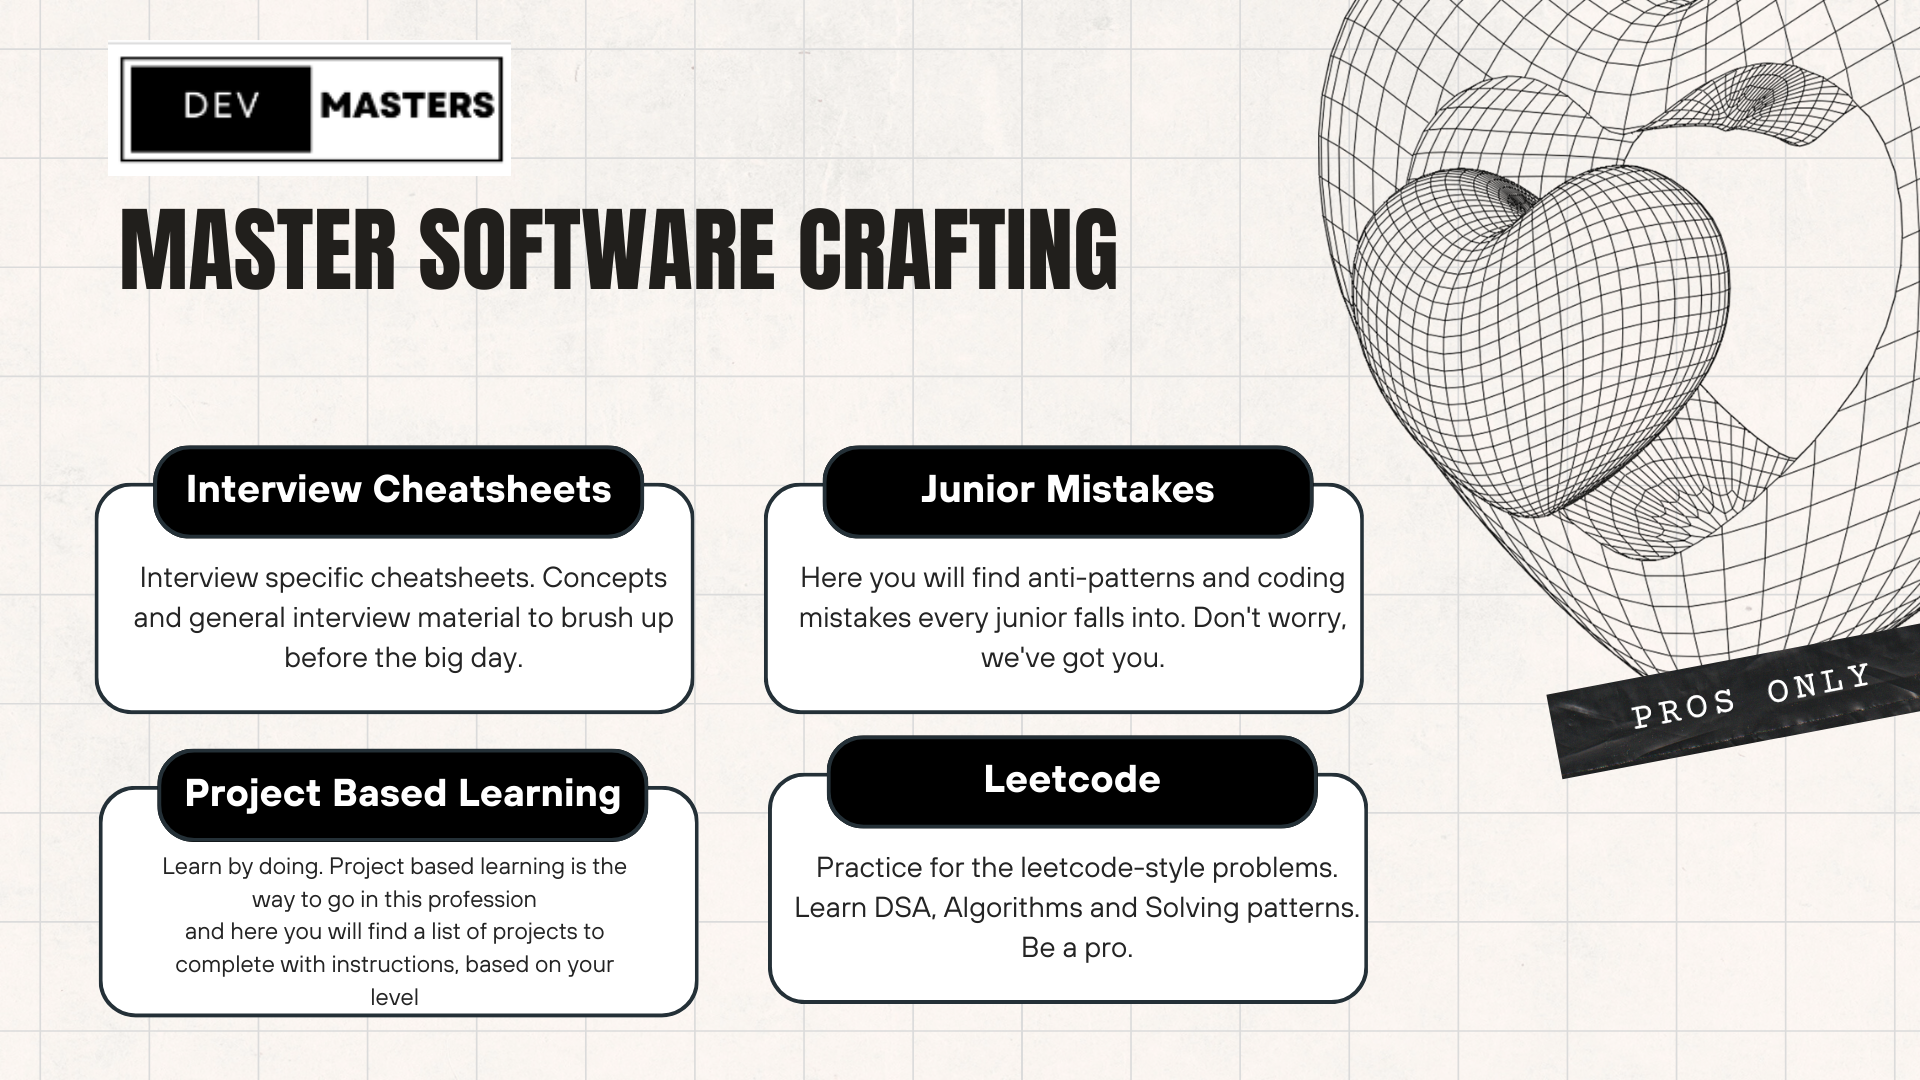 DEV MASTERS
MASTER SOFTWARE CRAFTING
Interview Cheatsheets
Interview specific cheatsheets. Concepts
and general interview material to brush up
before the big day.
Junior Mistakes
Here you will find anti-patterns and coding
mistakes every junior falls into. Don't worry,
we've got you.
PROS ONLY
Project Based Learning
Learn by doing. Project based learning is the
way to go in this profession
and here you will find a list of projects to
complete with instructions, based on your
level
Leetcode
Practice for the leetcode-style problems.
Learn DSA, Algorithms and Solving patterns.
Be a pro.